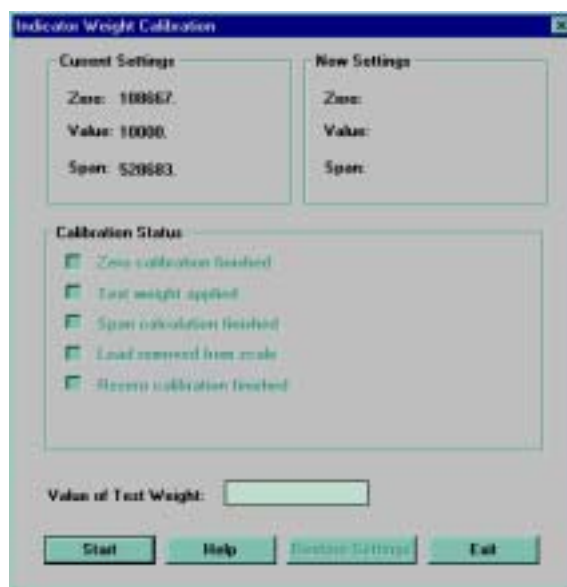 Indicator Weight Calibration
Current Settings
Zero: 108667.
Value: 10000.
Span: 528683.
New Settings
Zero:
Value:
Span:
Calibration Status
Zero calibration finished
Test weight applied
Span calculation finished
Load removed from scale
Rezero calibration finished
Value of Test Weight:
Start
Help
Restore Settings
Exit